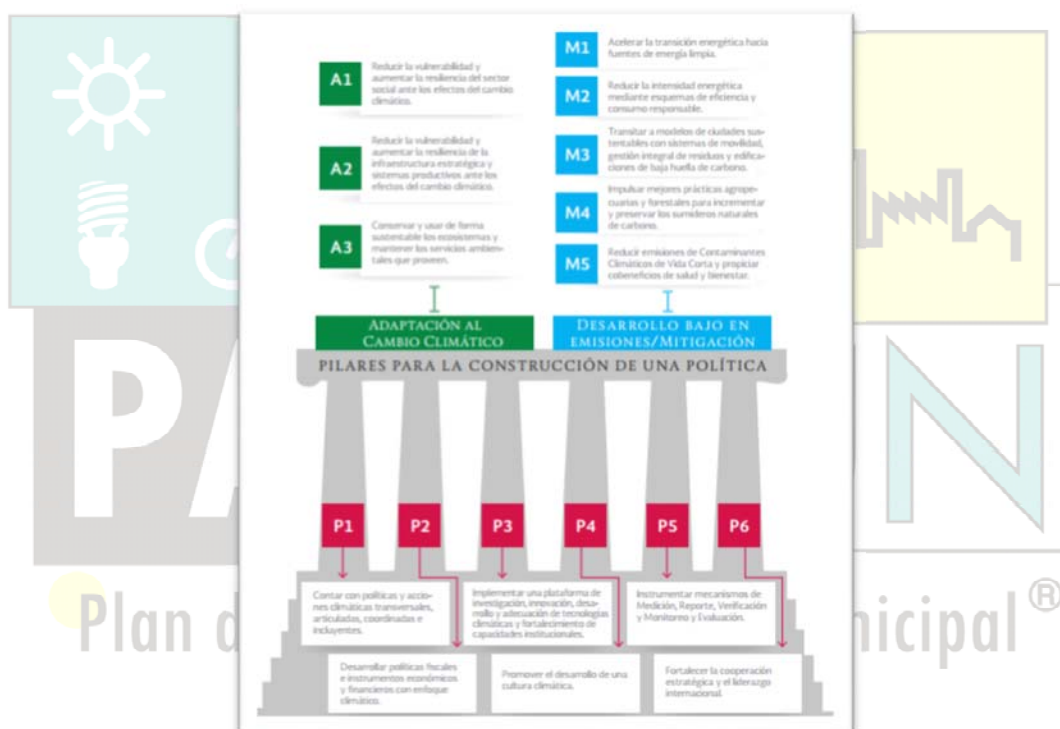 A1
Reducir la vulnerabilidad y
aumentar la resiliencia del sector
social ante los efectos del cambio
climático.
A2
Reducir la vulnerabilidad y
aumentar la resiliencia de la
infraestructura estratégica y
sistemas productivos ante los
efectos del cambio climático.
A3
Conservar y usar de forma
sustentable los ecosistemas y
mantener los servicios ambien-
tales que proveen.
M1
Acelerar la transición energética hacia
fuentes de energía limpia.
M2
Reducir la intensidad energética
mediante esquemas de eficiencia y
consumo responsable.
M3
Transitar a modelos de ciudades sus-
tentables con sistemas de movilidad,
gestión integral de residuos y edifica-
ciones de baja huella de carbono.
M4
Impulsar mejores prácticas agrope-
cuarias y forestales para incrementar
y preservar los sumideros naturales
de carbono.
M5
Reducir emisiones de Contaminantes
Climáticos de Vida Corta y propiciar
cobeneficios de salud y bienestar.
ADAPTACIÓN AL
CAMBIO CLIMÁTICO
DESARROLLO BAJO EN
EMISIONES/MITIGACIÓN
PILARES PARA LA CONSTRUCCIÓN DE UNA POLÍTICA
P1 P2 P3 P4 P5 P6
Contar con políticas y accio-
nes climáticas transversales,
articuladas, coordinadas e
incluyentes.
Implementar una plataforma de
investigación, innovación, desa-
rrollo y adecuación de tecnologías
climáticas y fortalecimiento de
capacidades institucionales.
Instrumentar mecanismos de
Medición, Reporte, Verificación
y Monitoreo y Evaluación.
Desarrollar políticas fiscales
e instrumentos económicos
y financieros con enfoque
climático.
Promover el desarrollo de una
cultura climática.
Fortalecer la cooperación
estratégica y el liderazgo
internacional.
P N
Plan d nicipal ®